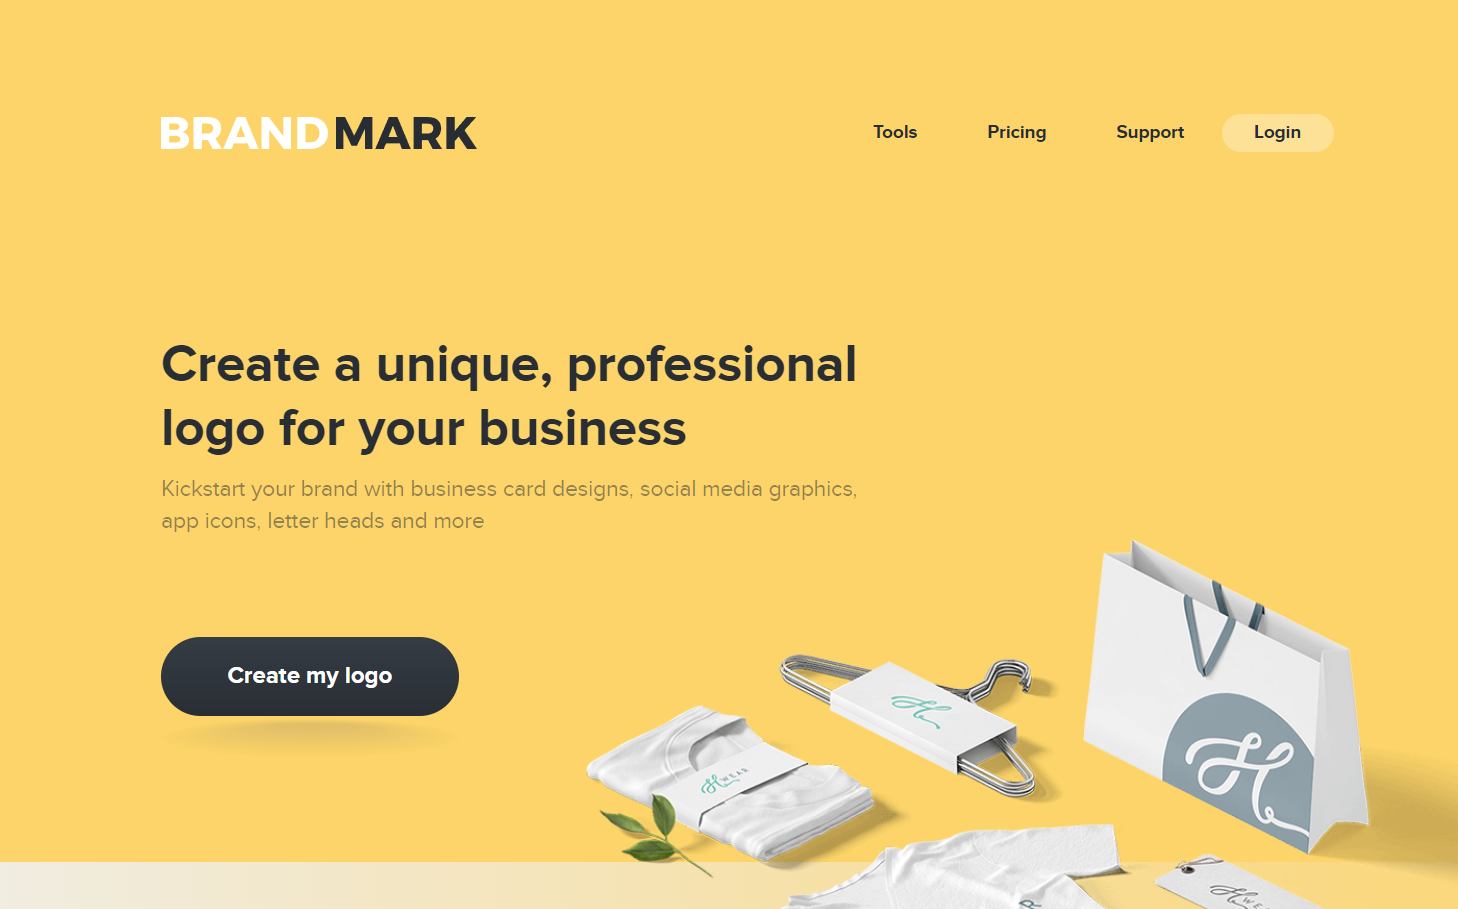 BRANDMARK
Tools Pricing Support Login
Create a unique, professional
logo for your business
Kickstart your brand with business card designs, social media graphics,
app icons, letter heads and more
Create my logo
H
H WEAR
H